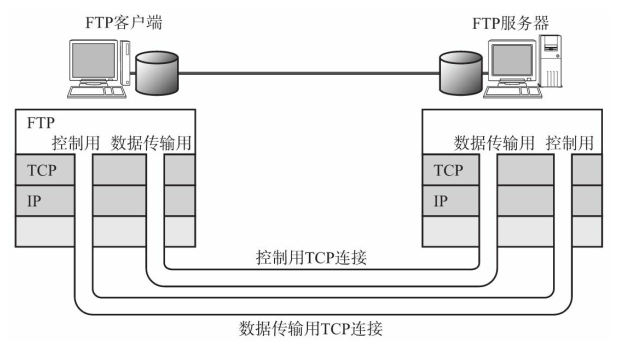 FTP客户端
FTP服务器
FTP
控制用 数据传输用
数据传输用 控制用
TCP
TCP
IP
IP
控制用TCP连接
数据传输用TCP连接